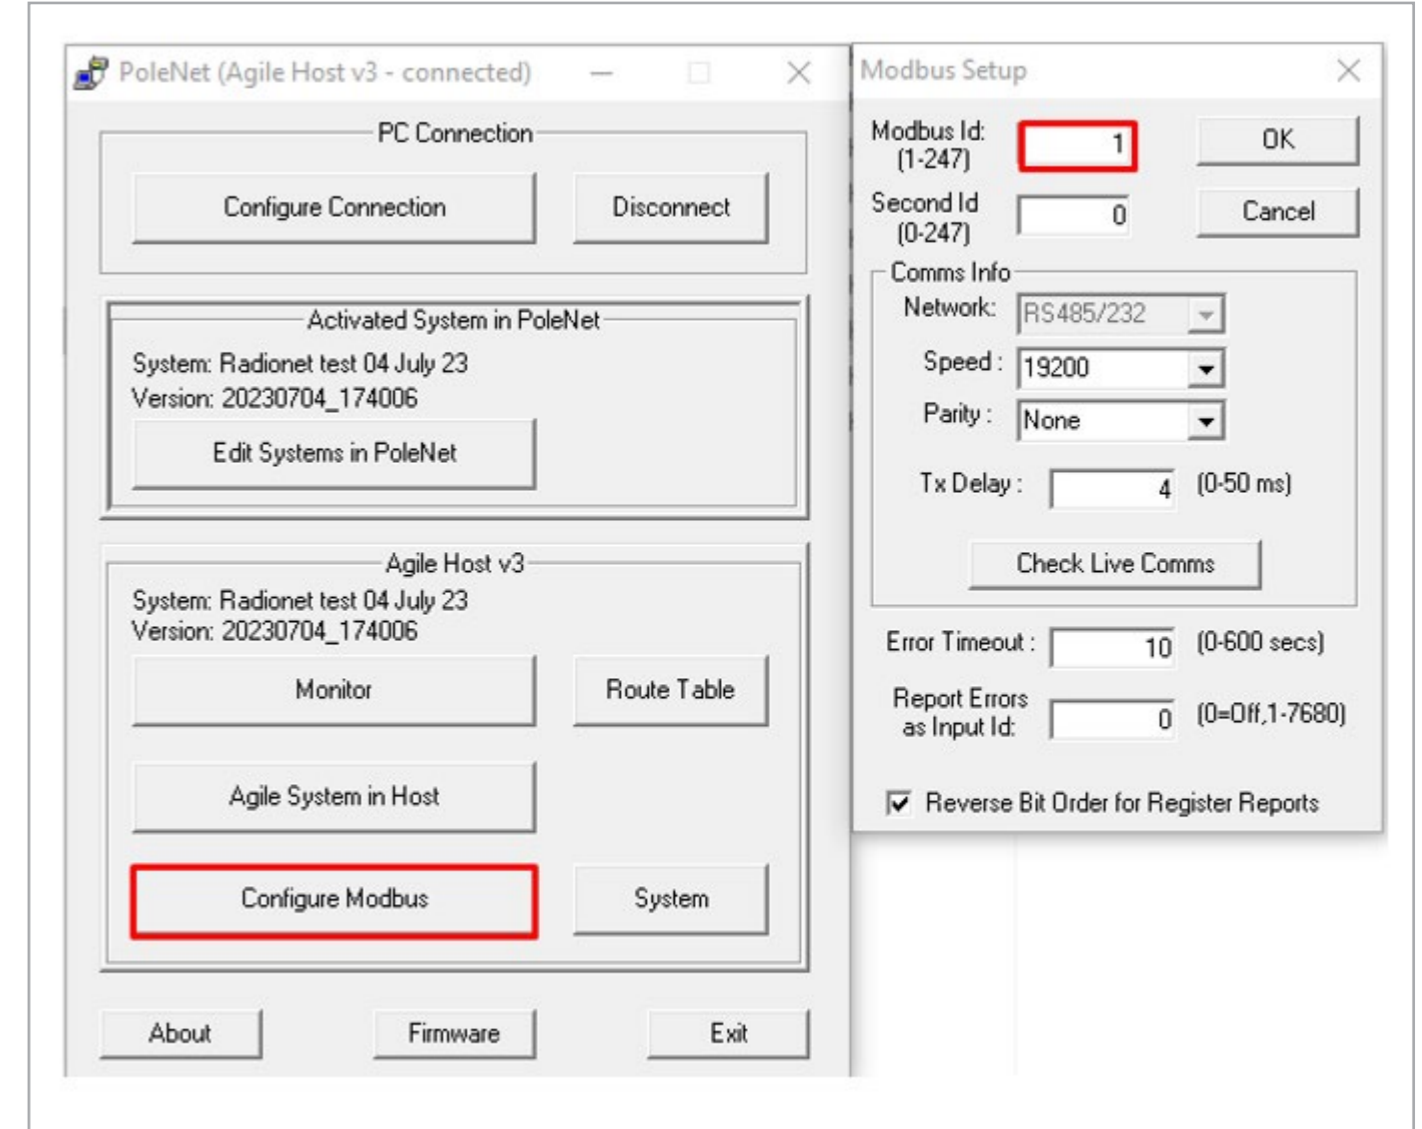 PoleNet (Agile Host v3 - connected)
PC Connection
Configure Connection
Disconnect
Activated System in PoleNet
System: Radionet test 04 July 23
Version: 20230704_174006
Edit Systems in PoleNet
Agile Host v3
System: Radionet test 04 July 23
Version: 20230704_174006
Monitor
Route Table
Agile System in Host
Configure Modbus
System
About
Firmware
Exit
Modbus Setup
Modbus Id:
(1-247)
1
OK
Second Id
(0-247)
0
Cancel
Comms Info
Network: RS485/232
Speed : 19200
Parity : None
Tx Delay : 4 (0-50 ms)
Check Live Comms
Error Timeout : 10 (0-600 secs)
Report Errors
as Input Id: 0 (0=Off,1-7680)
Reverse Bit Order for Register Reports